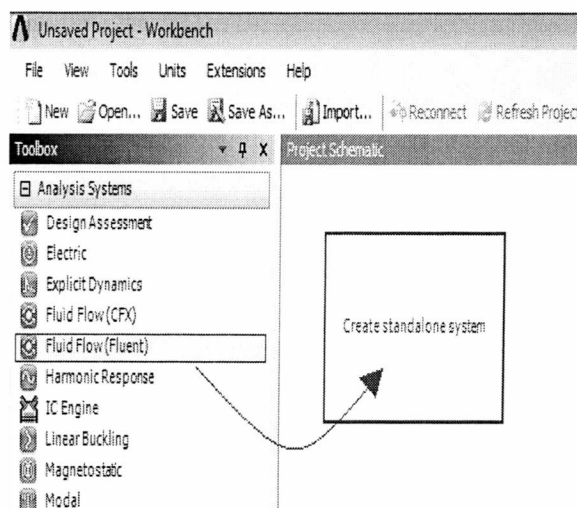 Unsaved Project - Workbench
File View Tools Units Extensions Help
New Open... Save Save As... Import... Reconnect Refresh Project
Toolbox
Project Schematic
Analysis Systems
Design Assessment
Electric
Explicit Dynamics
Fluid Flow (CFX)
Fluid Flow (Fluent)
Harmonic Response
IC Engine
Linear Buckling
Magnetostatic
Modal
Create standalone system